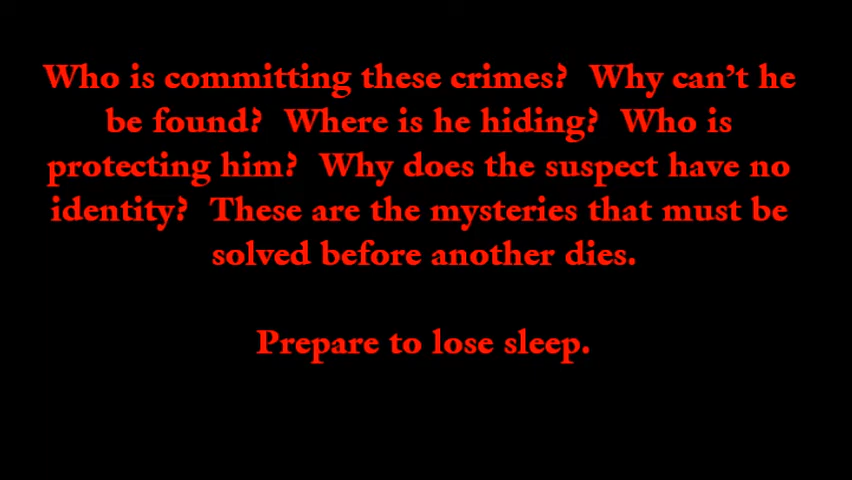 Who is committing these crimes?  Why can’t he
be found?  Where is he hiding?  Who is
protecting him?  Why does the suspect have no
identity?  These are the mysteries that must be
solved before another dies.
Prepare to lose sleep.